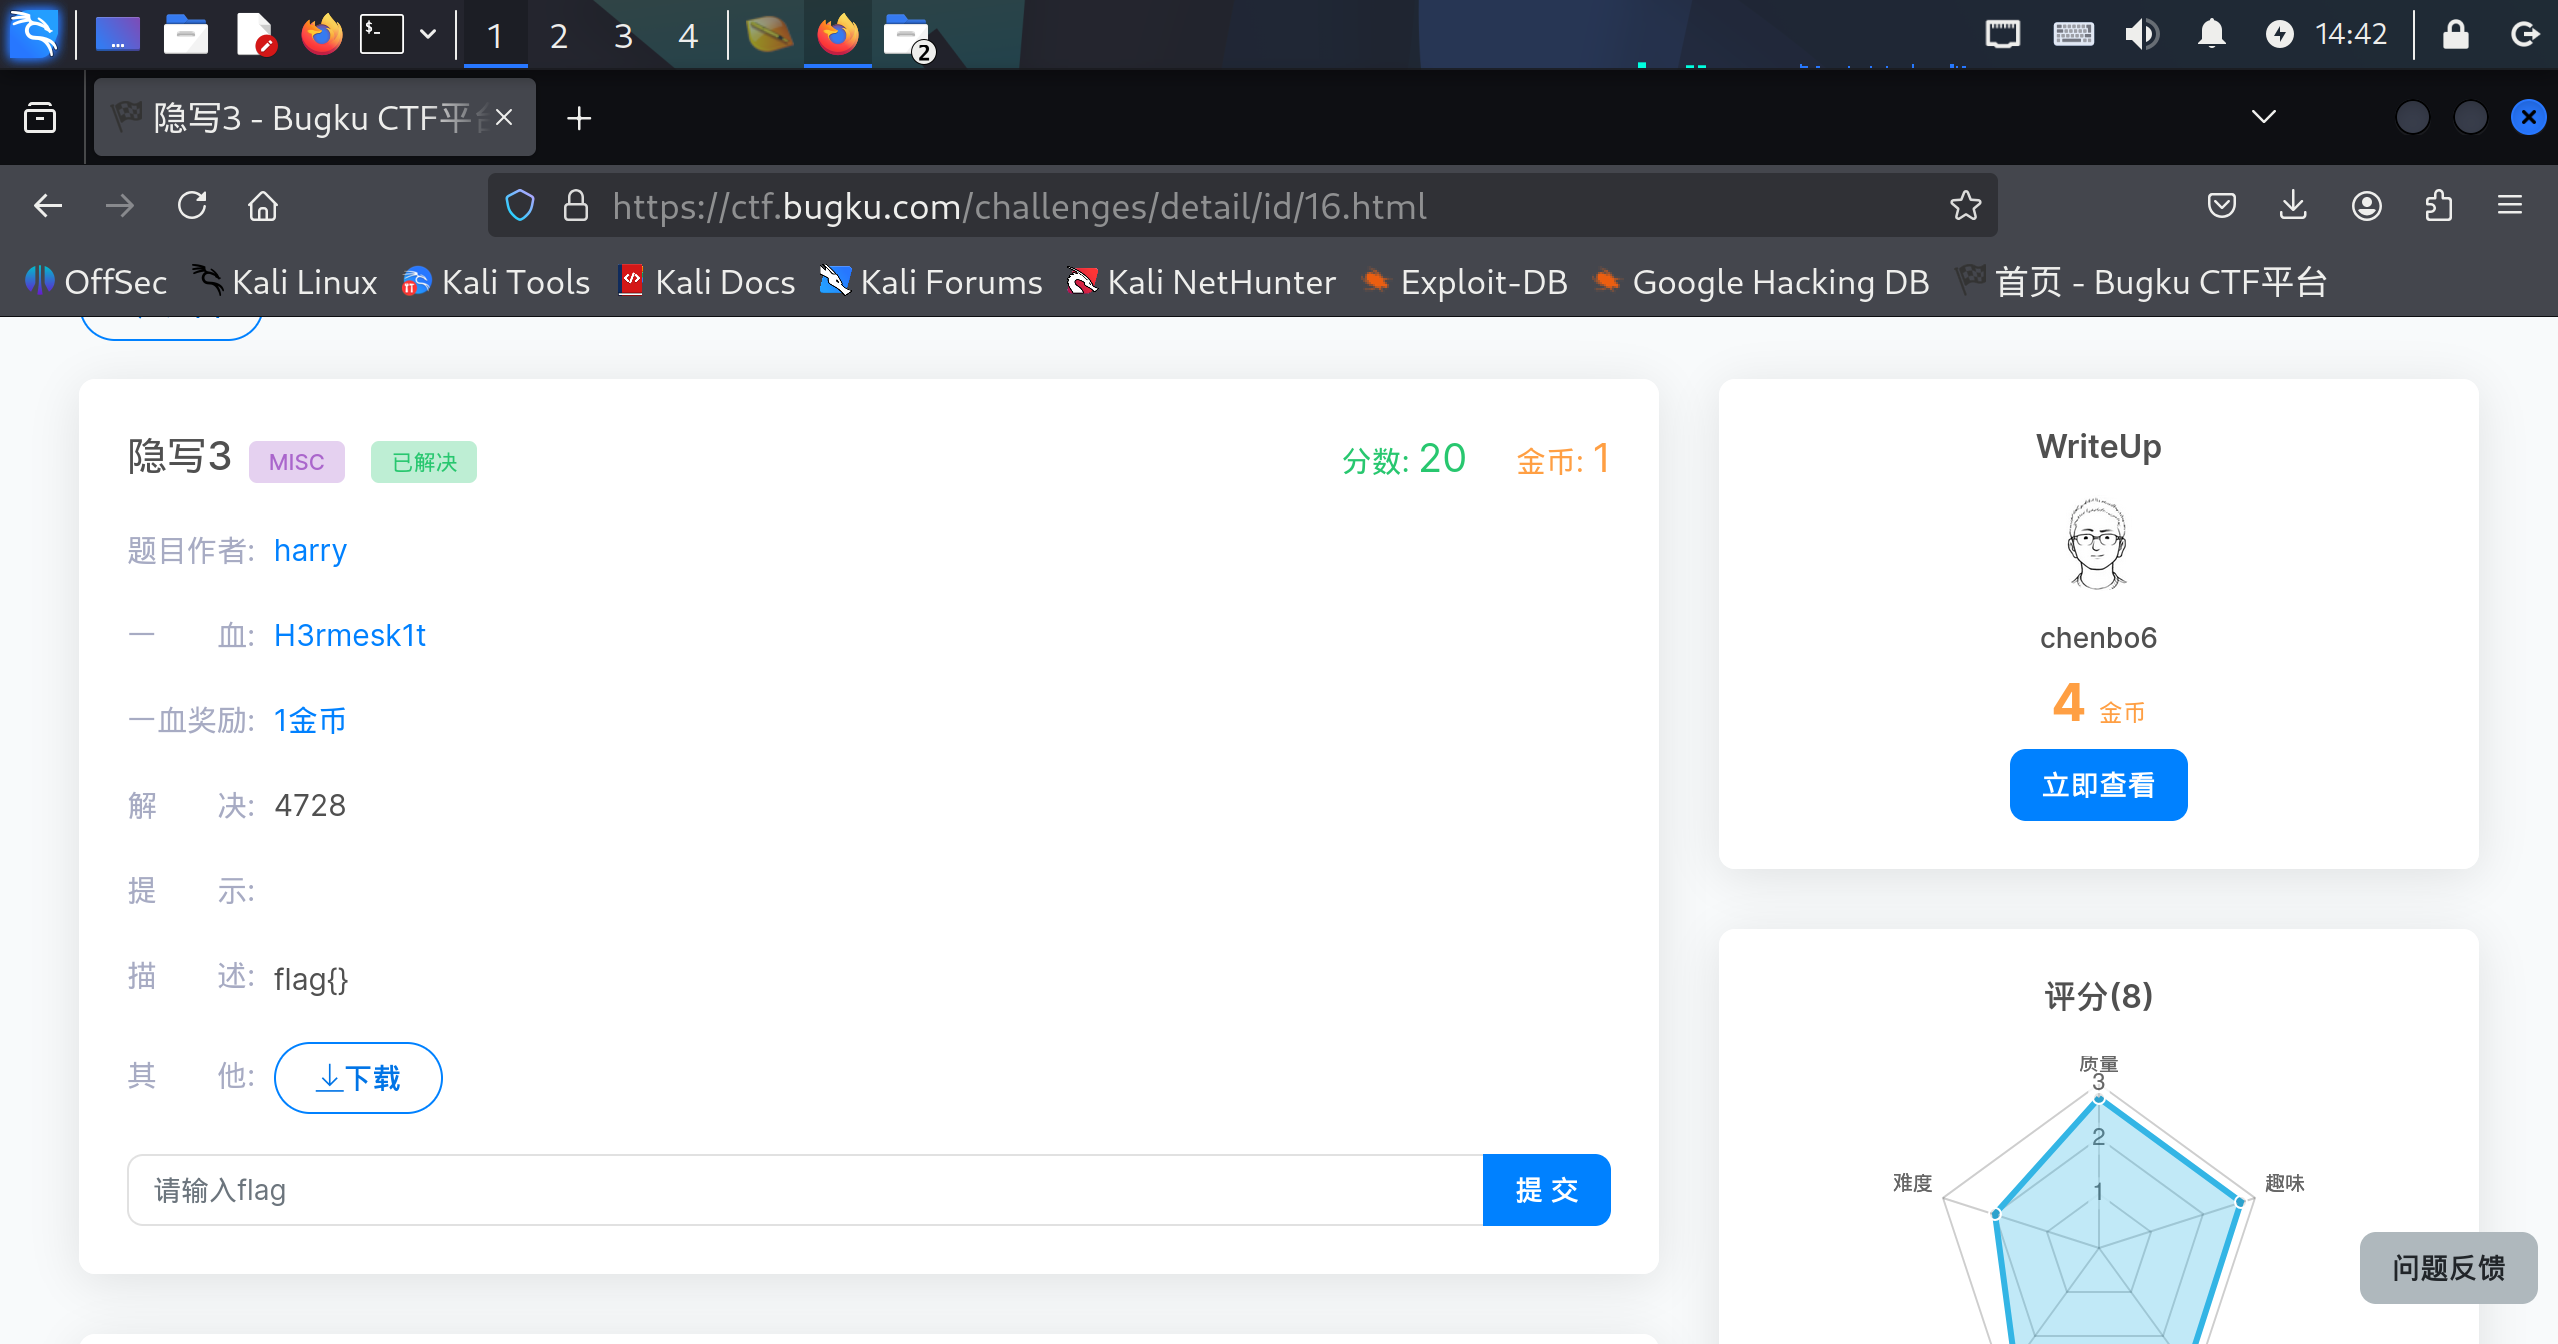 1 2 3 4 2 14:42
隐写3 - Bugku CTF平台
https://ctf.bugku.com/challenges/detail/id/16.html
OffSec Kali Linux Kali Tools Kali Docs Kali Forums Kali NetHunter Exploit-DB Google Hacking DB 首页 - Bugku CTF平台
隐写3 MISC 已解决 分数: 20 金币: 1
题目作者: harry
一 血: H3rmesk1t
一血奖励: 1金币
解 决: 4728
提 示:
描 述: flag{}
其 他: 下载
请输入flag 提 交
WriteUp
chenbo6
4 金币
立即查看
评分(8)
质量
3
2
1
难度
趣味
问题反馈